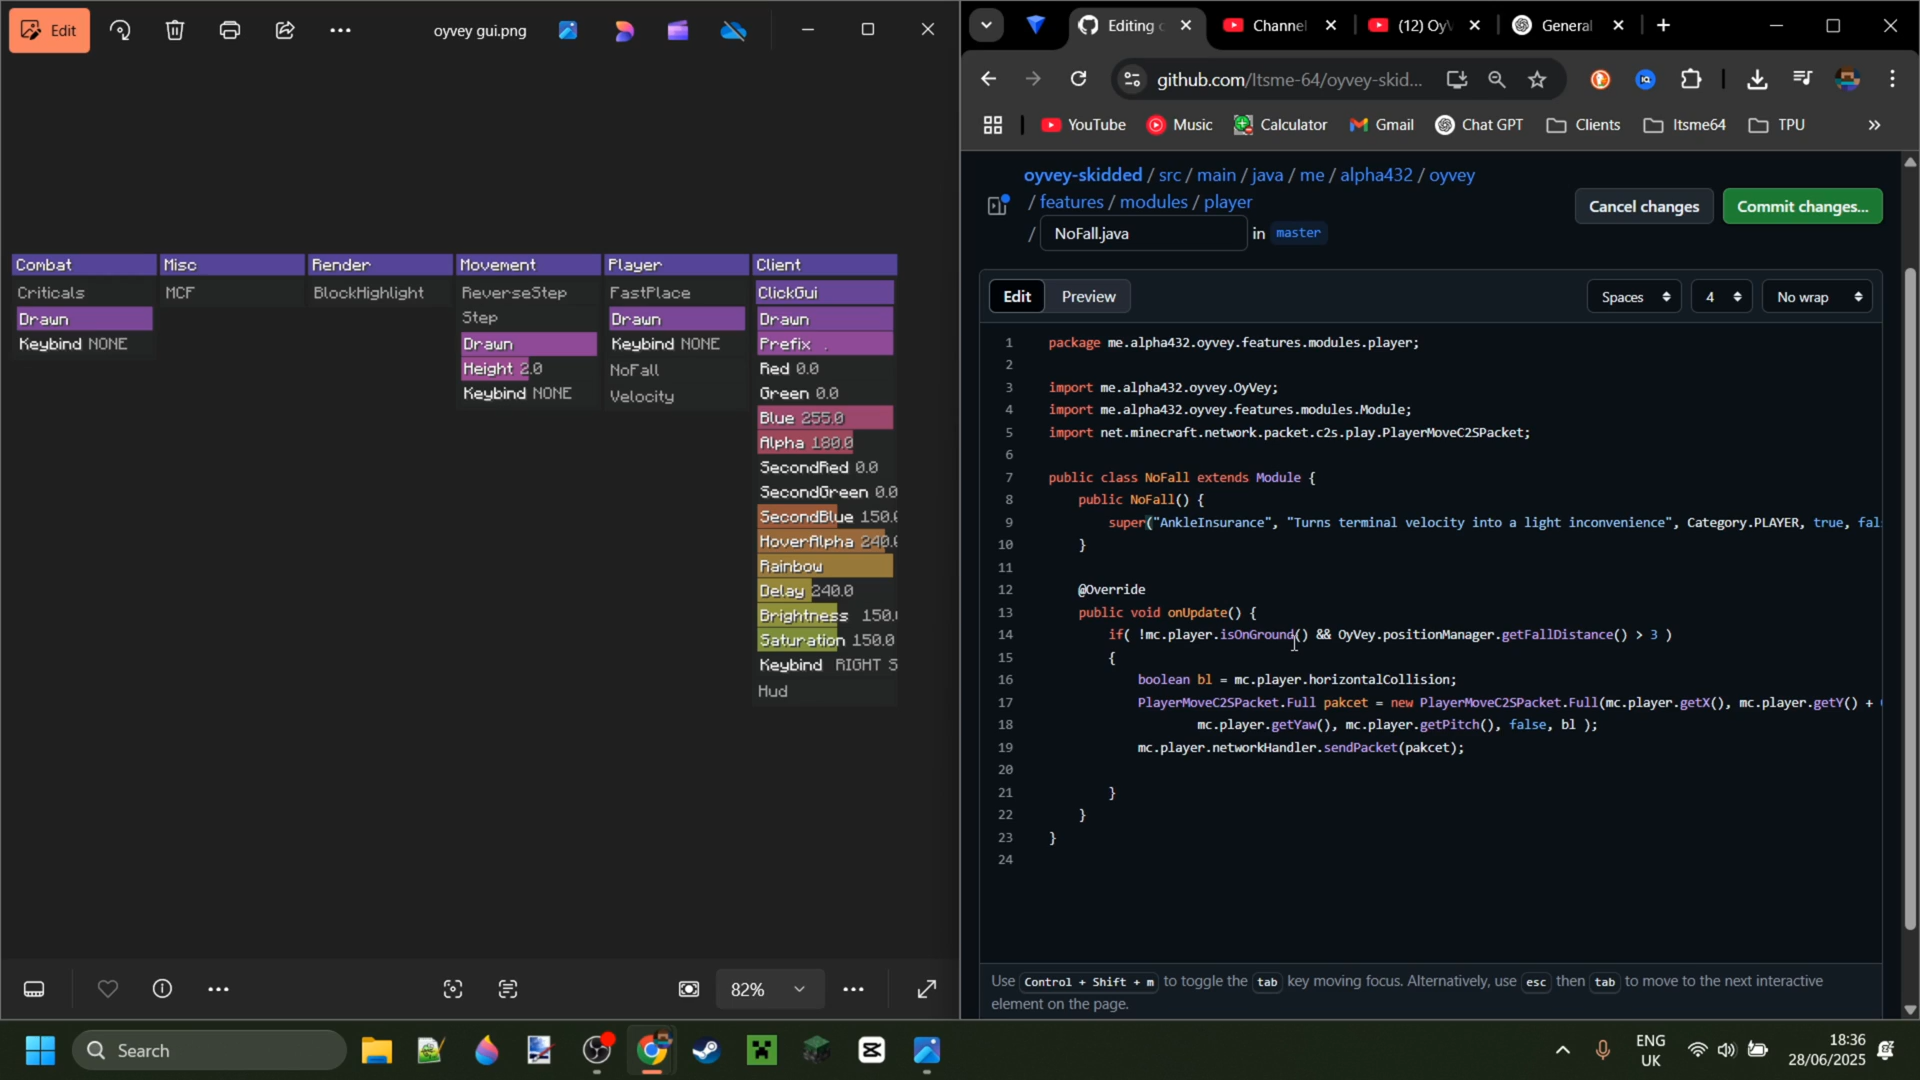 Edit
oyvey gui.png
Combat
Criticals
Drawn
Keybind NONE
Misc
MCF
Render
BlockHighlight
Movement
ReverseStep
Step
Drawn
Height 2.0
Keybind NONE
Player
FastPlace
Drawn
Keybind NONE
NoFall
Velocity
Client
ClickGui
Drawn
Prefix .
Red 0.0
Green 0.0
Blue 255.0
Alpha 180.0
SecondRed 0.0
SecondGreen 0.0
SecondBlue 150.
HoverAlpha 240.
Rainbow
Delay 240.0
Brightness 150.
Saturation 150.0
Keybind RIGHT S
Hud
82%
Editing
Channel
(12) OyV
General
github.com/Itsme-64/oyvey-skid...
YouTube
Music
Calculator
Gmail
Chat GPT
Clients
Itsme64
TPU
»
oyvey-skidded / src / main / java / me / alpha432 / oyvey
/ features / modules / player
/ NoFall.java in master
Cancel changes
Commit changes...
Edit
Preview
Spaces
4
No wrap
1 package me.alpha432.oyvey.features.modules.player;
2
3 import me.alpha432.oyvey.OyVey;
4 import me.alpha432.oyvey.features.modules.Module;
5 import net.minecraft.network.packet.c2s.play.PlayerMoveC2SPacket;
6
7 public class NoFall extends Module {
8 public NoFall() {
9 super("AnkleInsurance", "Turns terminal velocity into a light inconvenience", Category.PLAYER, true, fal
10 }
11
12 @Override
13 public void onUpdate() {
14 if( !mc.player.isOnGround() && OyVey.positionManager.getFallDistance() > 3 )
15 {
16 boolean bl = mc.player.horizontalCollision;
17 PlayerMoveC2SPacket.Full pakcet = new PlayerMoveC2SPacket.Full(mc.player.getX(), mc.player.getY() +
18 mc.player.getYaw(), mc.player.getPitch(), false, bl );
19 mc.player.networkHandler.sendPacket(pakcet);
20
21 }
22 }
23 }
24
Use Control + Shift + m to toggle the tab key moving focus. Alternatively, use esc then tab to move to the next interactive
element on the page.
Search
ENG
UK
18:36
28/06/2025